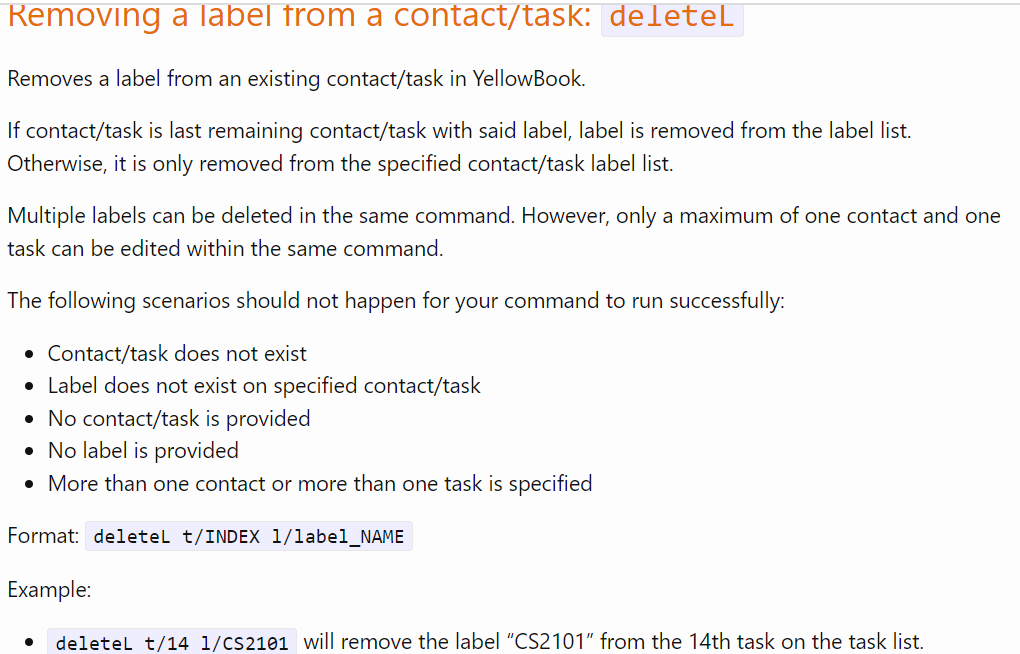 Removing a label from a contact/task: deleteL
Removes a label from an existing contact/task in YellowBook.
If contact/task is last remaining contact/task with said label, label is removed from the label list.
Otherwise, it is only removed from the specified contact/task label list.
Multiple labels can be deleted in the same command. However, only a maximum of one contact and one
task can be edited within the same command.
The following scenarios should not happen for your command to run successfully:
• Contact/task does not exist
• Label does not exist on specified contact/task
• No contact/task is provided
• No label is provided
• More than one contact or more than one task is specified
Format: deleteL t/INDEX l/label_NAME
Example:
• deleteL t/14 l/CS2101 will remove the label “CS2101” from the 14th task on the task list.